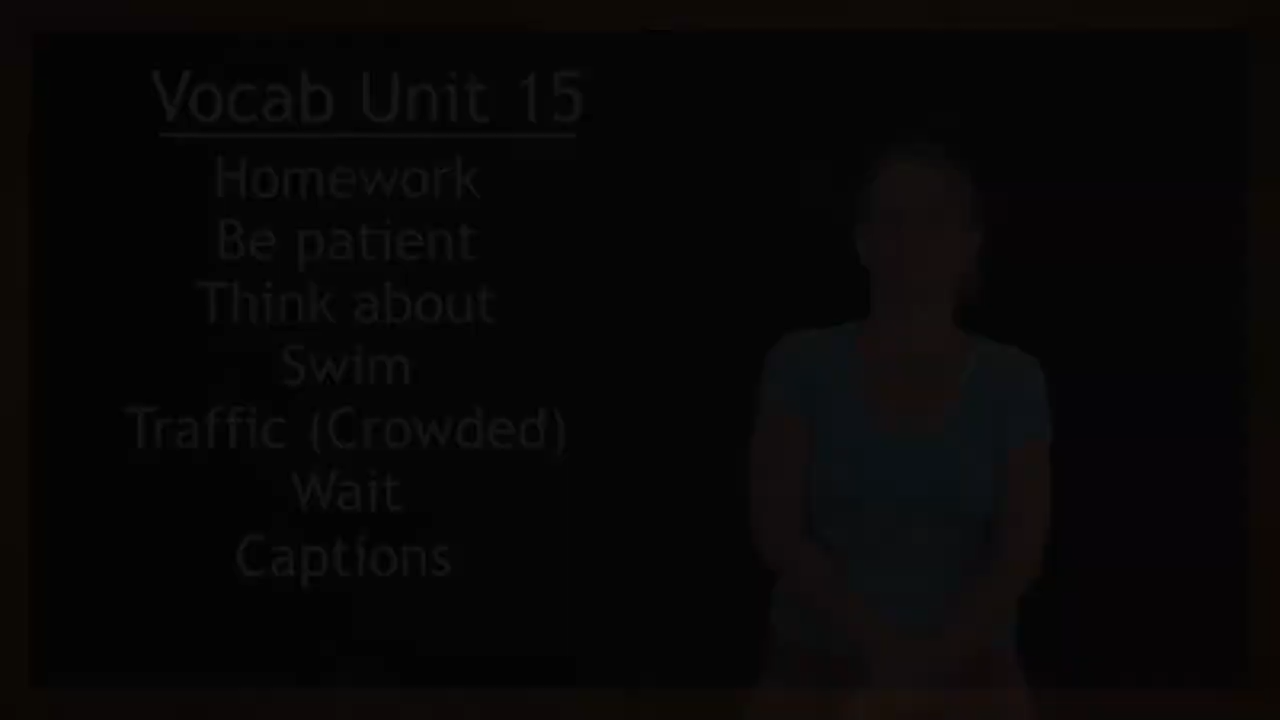 Vocab Unit 15
Homework
Be patient
Think about
Swim
Traffic (Crowded)
Wait
Captions